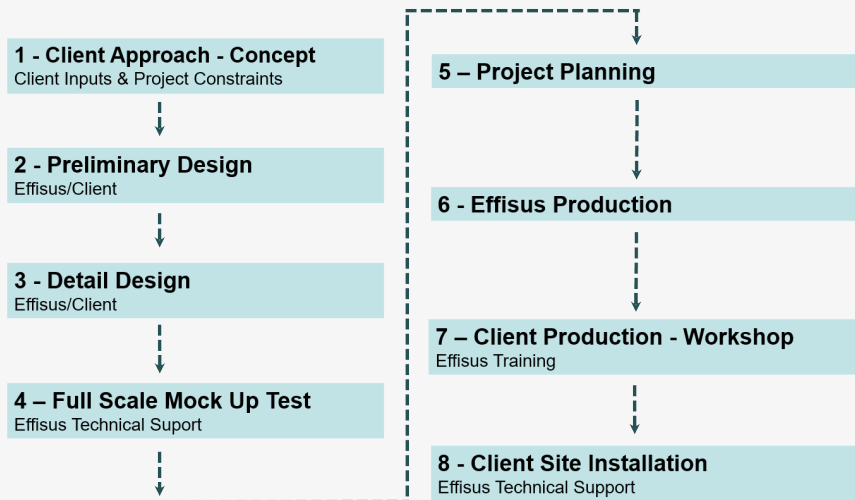 1 - Client Approach - Concept
Client Inputs & Project Constraints
2 - Preliminary Design
Effisus/Client
3 - Detail Design
Effisus/Client
4 – Full Scale Mock Up Test
Effisus Technical Suport
5 – Project Planning
6 - Effisus Production
7 – Client Production - Workshop
Effisus Training
8 - Client Site Installation
Effisus Technical Support